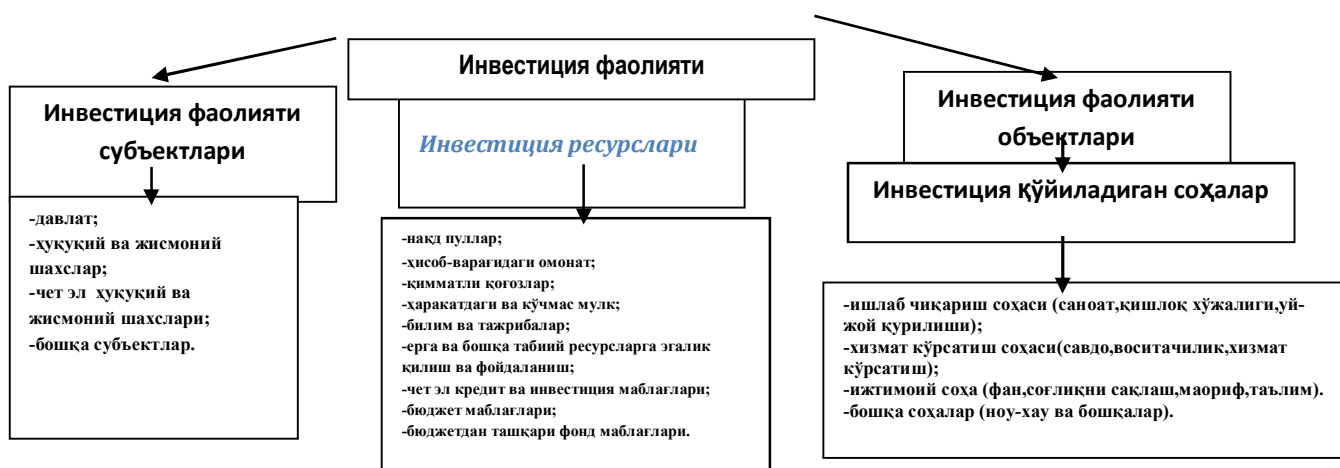 Инвестиция фаолияти
Инвестиция фаолияти
субъектлари
-давлат;
-ҳуқуқий ва жисмоний
шахслар;
-чет эл ҳуқуқий ва
жисмоний шахслари;
-бошқа субъектлар.
Инвестиция ресурслари
-нақд пуллар;
-ҳисоб-варағидаги омонат;
-қимматли қоғозлар;
-ҳаракатдаги ва кўчмас мулк;
-билим ва тажрибалар;
-ерга ва бошқа табиий ресурсларга эгалик
қилиш ва фойдаланиш;
-чет эл кредит ва инвестиция маблағлари;
-бюджет маблағлари;
-бюджетдан ташқари фонд маблағлари.
Инвестиция фаолияти
объектлари
Инвестиция қўйиладиган соҳалар
-ишлаб чиқариш соҳаси (саноат,қишлоқ хўжалиги,уй-
жой қурилиши);
-хизмат кўрсатиш соҳаси(савдо,воситачилик,хизмат
кўрсатиш);
-ижтимоий соҳа (фан,соғлиқни сақлаш,маориф,таълим).
-бошқа соҳалар (ноу-хау ва бошқалар).